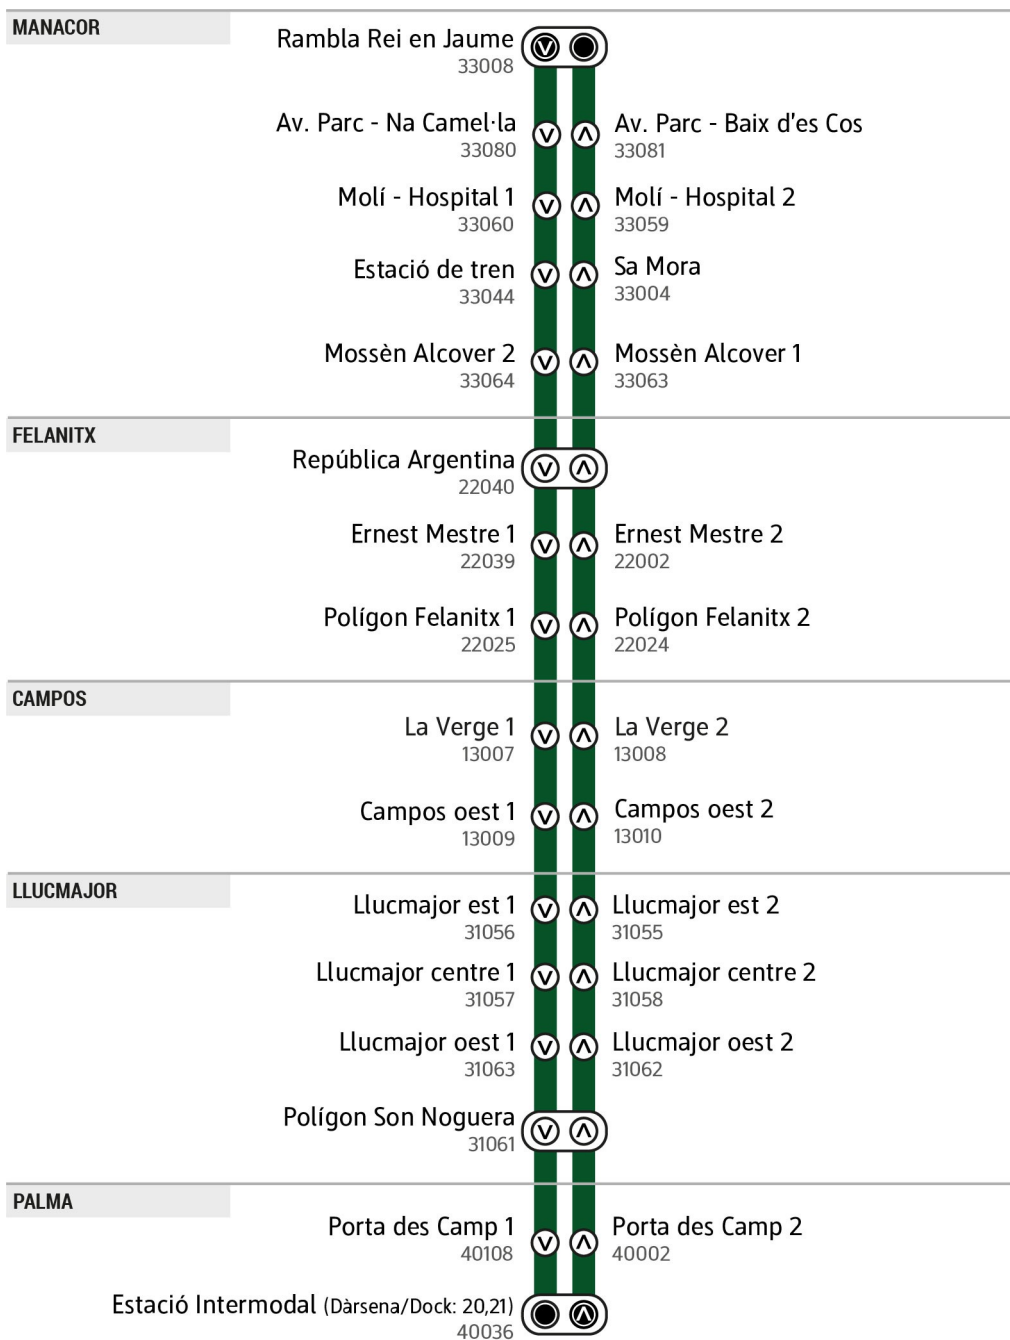 MANACOR
Rambla Rei en Jaume
33008
Av. Parc - Na Camel·la
33080
Av. Parc - Baix d'es Cos
33081
Molí - Hospital 1
33060
Molí - Hospital 2
33059
Estació de tren
33044
Sa Mora
33004
Mossèn Alcover 2
33064
Mossèn Alcover 1
33063
FELANITX
República Argentina
22040
Ernest Mestre 1
22039
Ernest Mestre 2
22002
Polígon Felanitx 1
22025
Polígon Felanitx 2
22024
CAMPOS
La Verge 1
13007
La Verge 2
13008
Campos oest 1
13009
Campos oest 2
13010
LLUCMAJOR
Llucmajor est 1
31056
Llucmajor est 2
31055
Llucmajor centre 1
31057
Llucmajor centre 2
31058
Llucmajor oest 1
31063
Llucmajor oest 2
31062
Polígon Son Noguera
31061
PALMA
Porta des Camp 1
40108
Porta des Camp 2
40002
Estació Intermodal (Dàrsena/Dock: 20,21)
40036